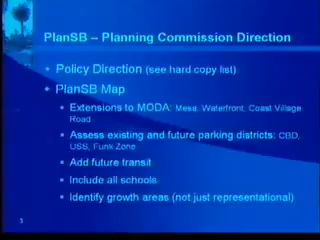 PlanSB – Planning Commission Direction
Policy Direction (see hard copy list)
PlanSB Map
Extensions to MODA: Mesa, Waterfront, Coast Village
Road
Assess existing and future parking districts: CBD,
USS, Funk Zone
Add future transit
Include all schools
Identify growth areas (not just representational)
3